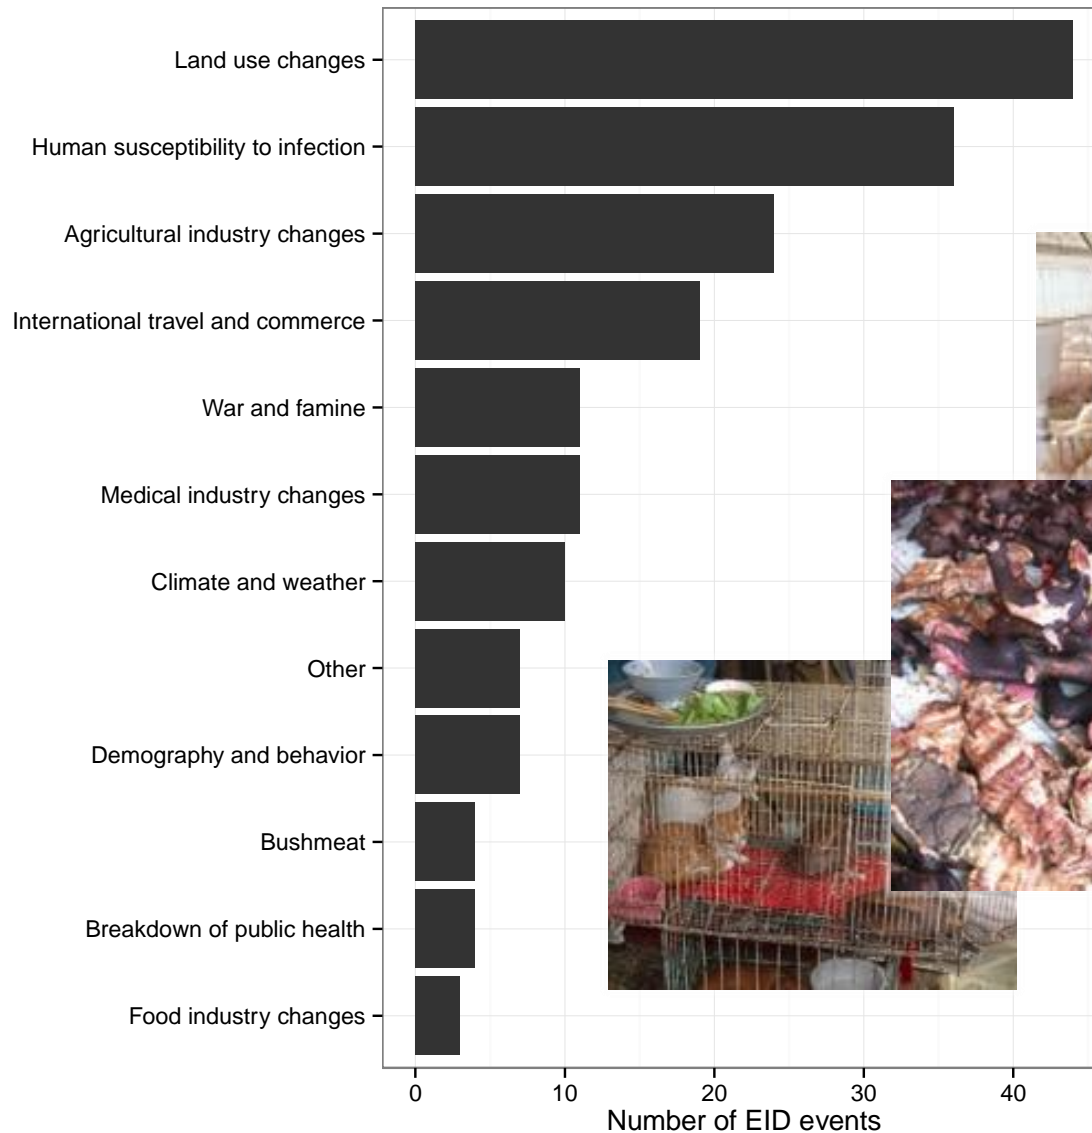 Land use changes
Human susceptibility to infection
Agricultural industry changes
International travel and commerce
War and famine
Medical industry changes
Climate and weather
Other
Demography and behavior
Bushmeat
Breakdown of public health
Food industry changes
0 10 20 30 40
Number of EID events